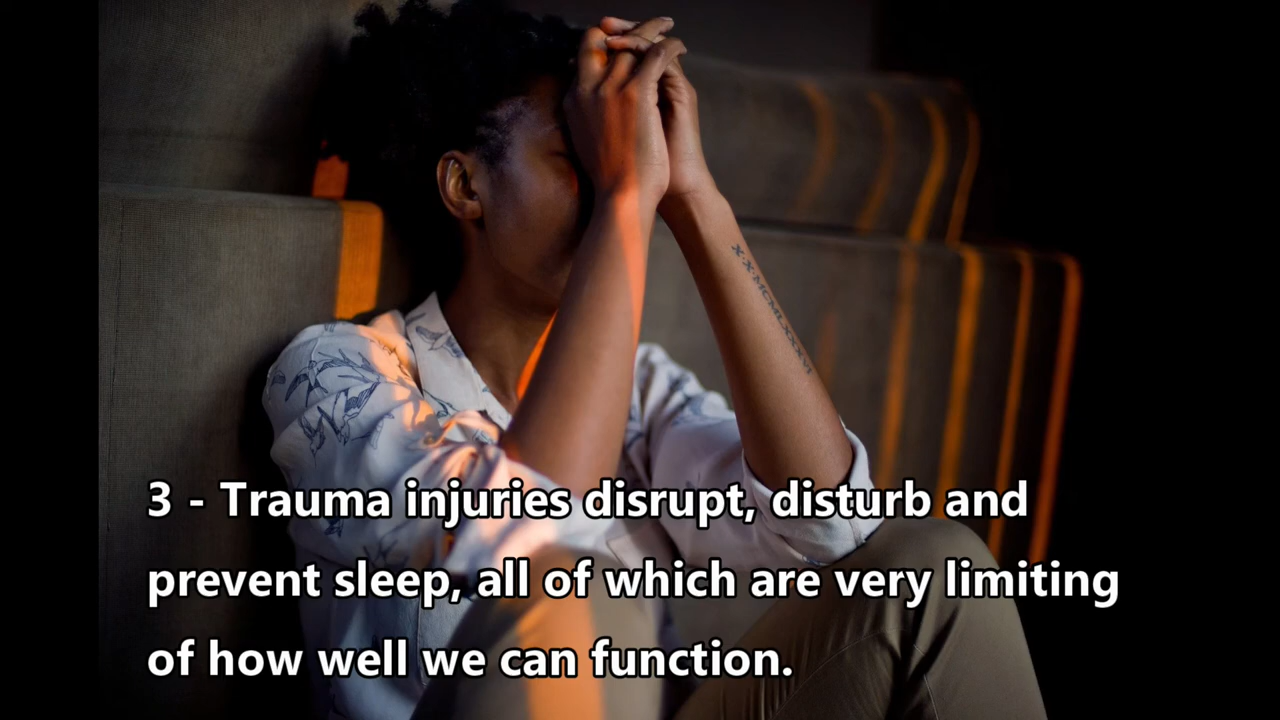 X·X·MCMLXXXVI
3 - Trauma injuries disrupt, disturb and
prevent sleep, all of which are very limiting
of how well we can function.